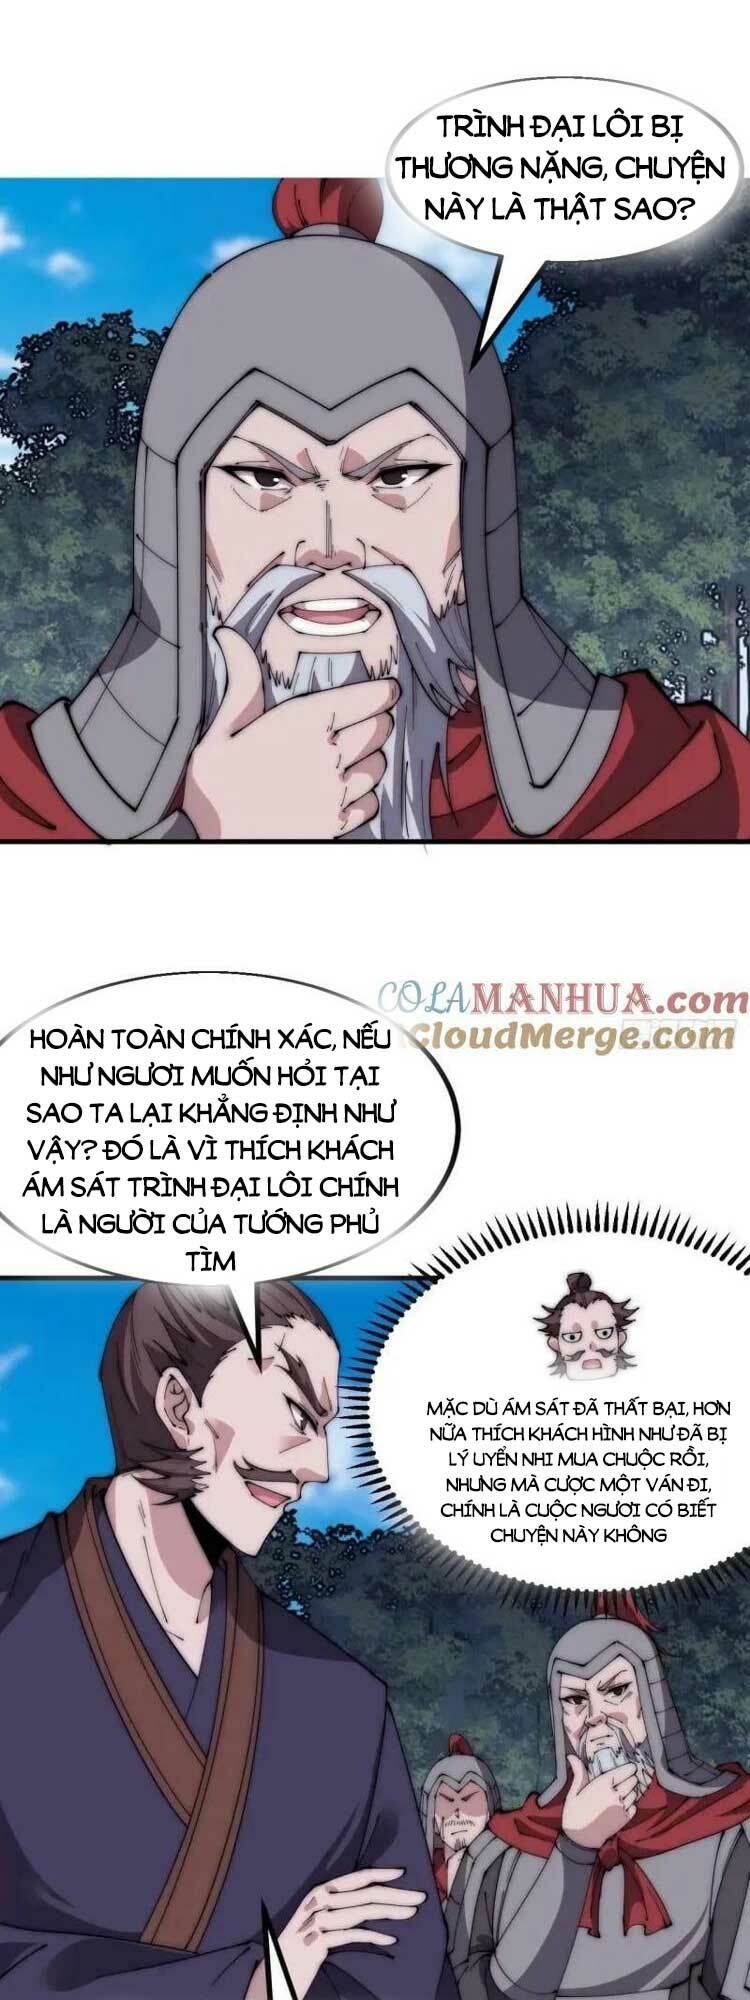 TRÌNH ĐẠI LÔI BỊ
THƯƠNG NẶNG, CHUYỆN
NÀY LÀ THẬT SAO?
COLAMANHUA.com
iCloudMerge.com
HOÀN TOÀN CHÍNH XÁC, NẾU
NHƯ NGƯƠI MUỐN HỎI TẠI
SAO TA LẠI KHẲNG ĐỊNH NHƯ
VẬY? ĐÓ LÀ VÌ THÍCH KHÁCH
ÁM SÁT TRÌNH ĐẠI LÔI CHÍNH
LÀ NGƯỜI CỦA TƯỚNG PHỦ
TÌM
MẶC DÙ ÁM SÁT ĐÃ THẤT BẠI, HƠN
NỮA THÍCH KHÁCH HÌNH NHƯ ĐÃ BỊ
LÝ UYỂN NHI MUA CHUỘC RỒI,
NHƯNG MÀ CƯỢC MỘT VÁN ĐI,
CHÍNH LÀ CUỘC NGƯƠI CÓ BIẾT
CHUYỆN NÀY KHÔNG